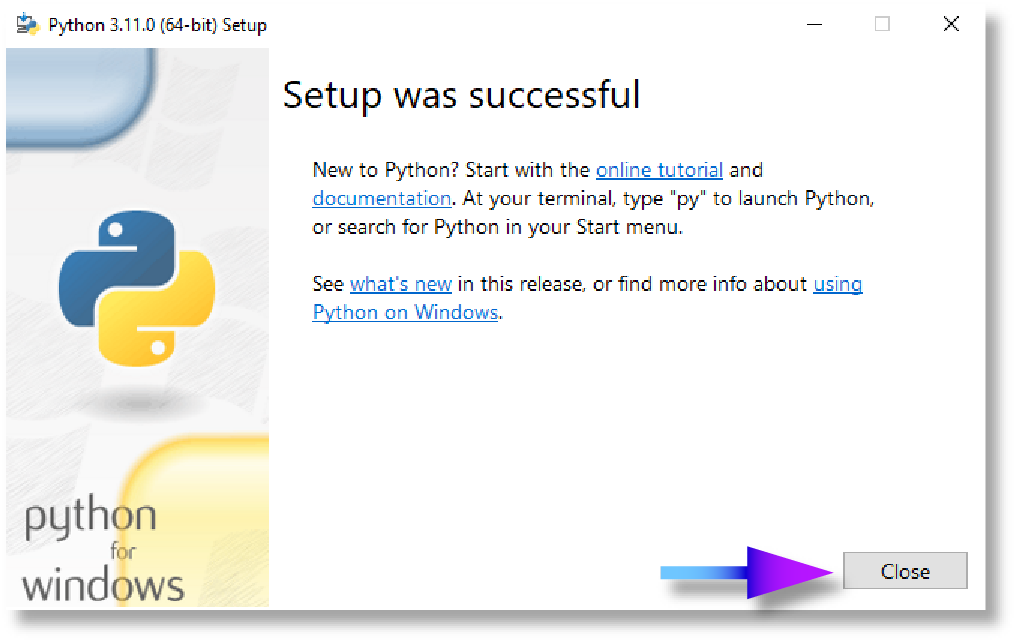 Python 3.11.0 (64-bit) Setup
Setup was successful
New to Python? Start with the online tutorial and
documentation. At your terminal, type "py" to launch Python,
or search for Python in your Start menu.
See what's new in this release, or find more info about using
Python on Windows.
python
for
windows
Close